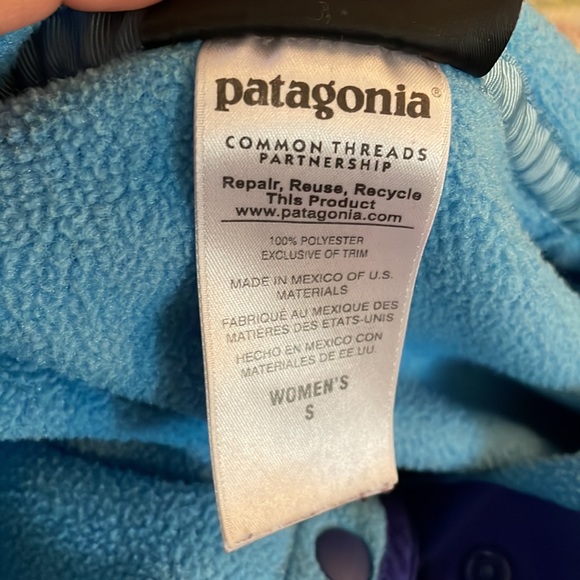 patagonia®
COMMON THREADS
PARTNERSHIP
Repair, Reuse, Recycle
This Product
www.patagonia.com
100% POLYESTER
EXCLUSIVE OF TRIM
MADE IN MEXICO OF U.S.
MATERIALS
FABRIQUÉ AU MEXIQUE DES
MATIÈRES DES ETATS-UNIS
HECHO EN MEXICO CON
MATERIALES DE EE.UU.
WOMEN'S
S